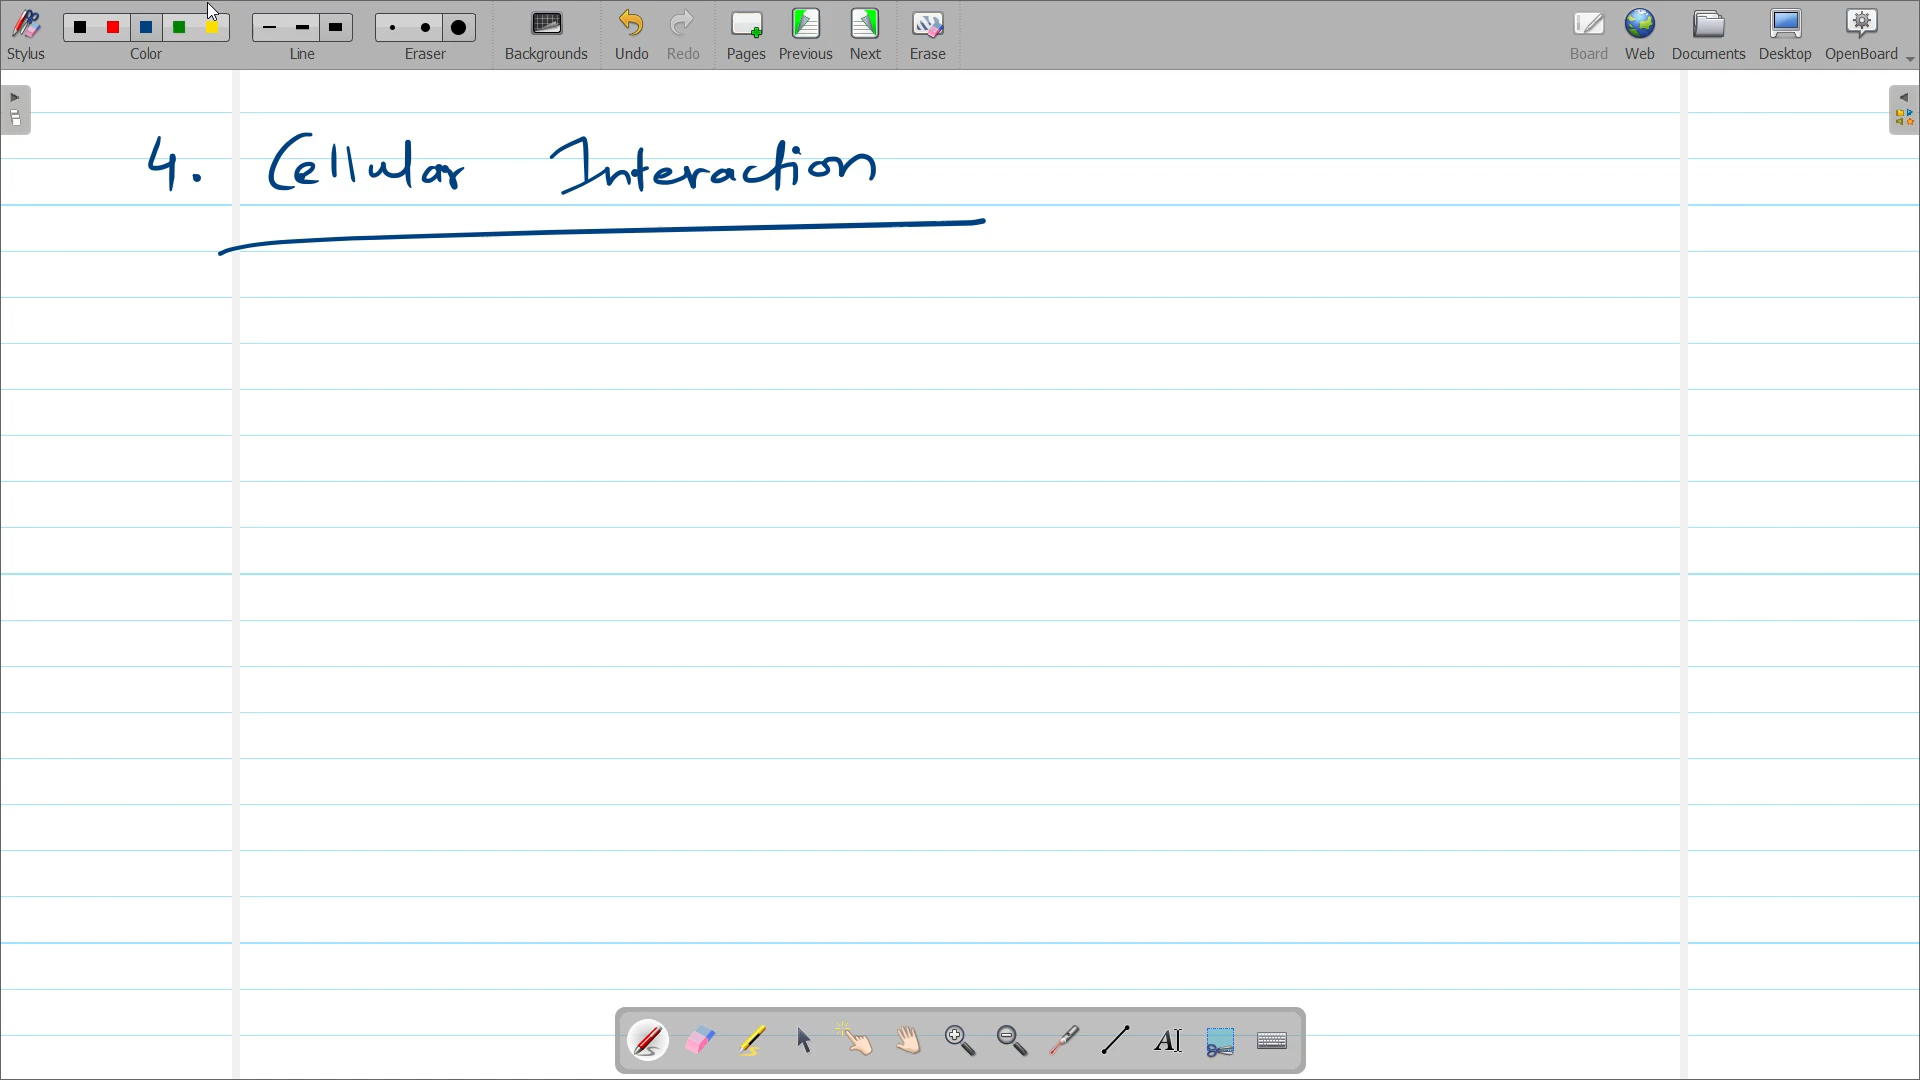 Stylus Color Line Eraser Backgrounds Undo Redo Pages Previous Next Erase Board Web Documents Desktop OpenBoard
4. Cellular Interaction
AI